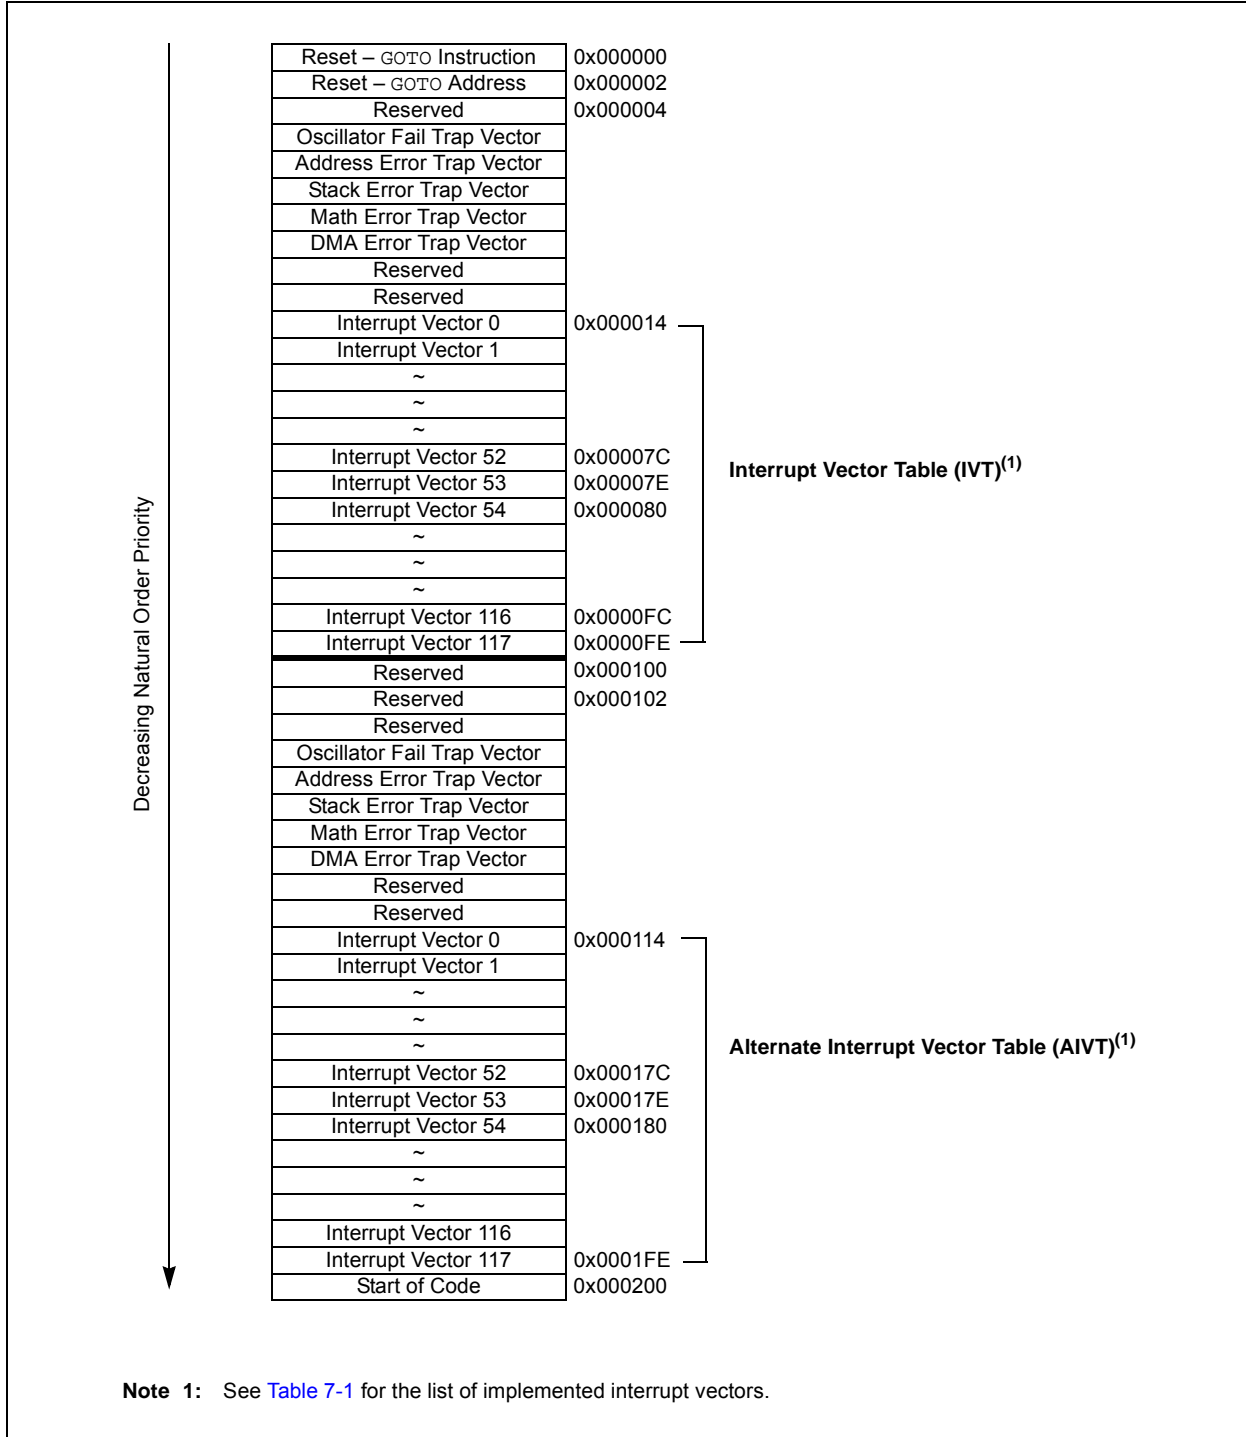 Reset – GOTO Instruction 0x000000
Reset – GOTO Address 0x000002
Reserved 0x000004
Oscillator Fail Trap Vector
Address Error Trap Vector
Stack Error Trap Vector
Math Error Trap Vector
DMA Error Trap Vector
Reserved
Reserved
Interrupt Vector 0 0x000014
Interrupt Vector 1
~
~
~
Interrupt Vector 52 0x00007C
Interrupt Vector Table (IVT)(1)
Interrupt Vector 53 0x00007E
Interrupt Vector 54 0x000080
~
~
~
Interrupt Vector 116 0x0000FC
Interrupt Vector 117 0x0000FE
Decreasing Natural Order Priority
Reserved 0x000100
Reserved 0x000102
Reserved
Oscillator Fail Trap Vector
Address Error Trap Vector
Stack Error Trap Vector
Math Error Trap Vector
DMA Error Trap Vector
Reserved
Reserved
Interrupt Vector 0 0x000114
Interrupt Vector 1
~
~
~
Alternate Interrupt Vector Table (AIVT)(1)
Interrupt Vector 52 0x00017C
Interrupt Vector 53 0x00017E
Interrupt Vector 54 0x000180
~
~
~
Interrupt Vector 116
Interrupt Vector 117 0x0001FE
Start of Code 0x000200
Note 1: See Table 7-1 for the list of implemented interrupt vectors.